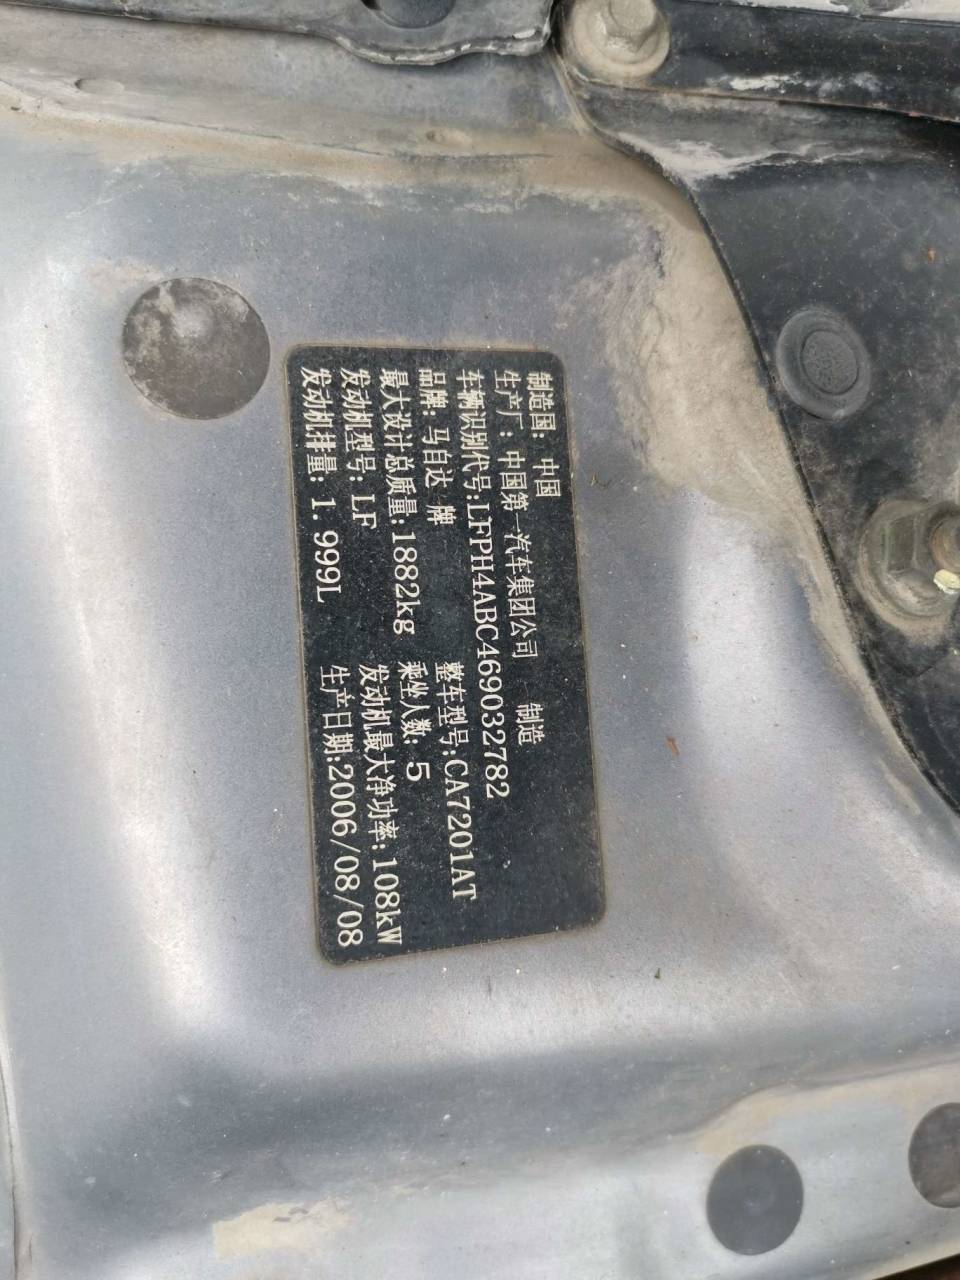 制造国: 中国
生产厂: 中国第一汽车集团公司 制造
车辆识别代号:LFPH4ABC469032782
品牌: 马自达 牌 整车型号:CA7201AT
最大设计总质量:1882kg 乘坐人数: 5
发动机型号: LF 发动机最大净功率:108kW
发动机排量: 1.999L 生产日期:2006/08/08